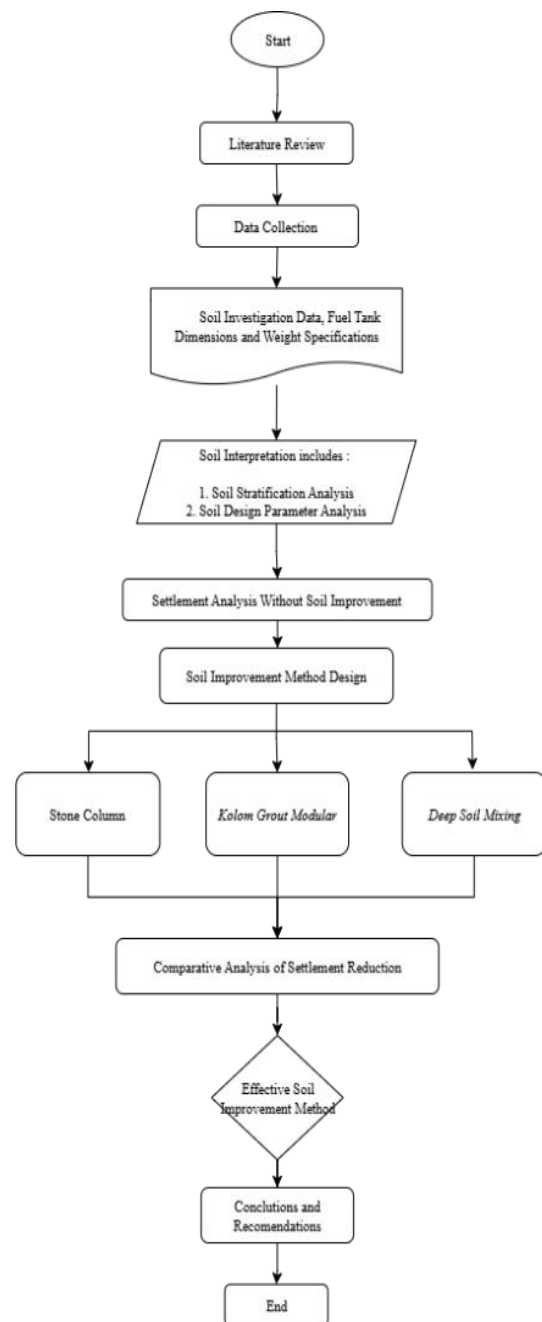 Start
Literature Review
Data Collection
Soil Investigation Data, Fuel Tank
Dimensions and Weight Specifications
Soil Interpretation includes :
1. Soil Stratification Analysis
2. Soil Design Parameter Analysis
Settlement Analysis Without Soil Improvement
Soil Improvement Method Design
Stone Column
Kolom Grout Modular
Deep Soil Mixing
Comparative Analysis of Settlement Reduction
Effective Soil
Improvement Method
Conclutions and
Recomendations
End